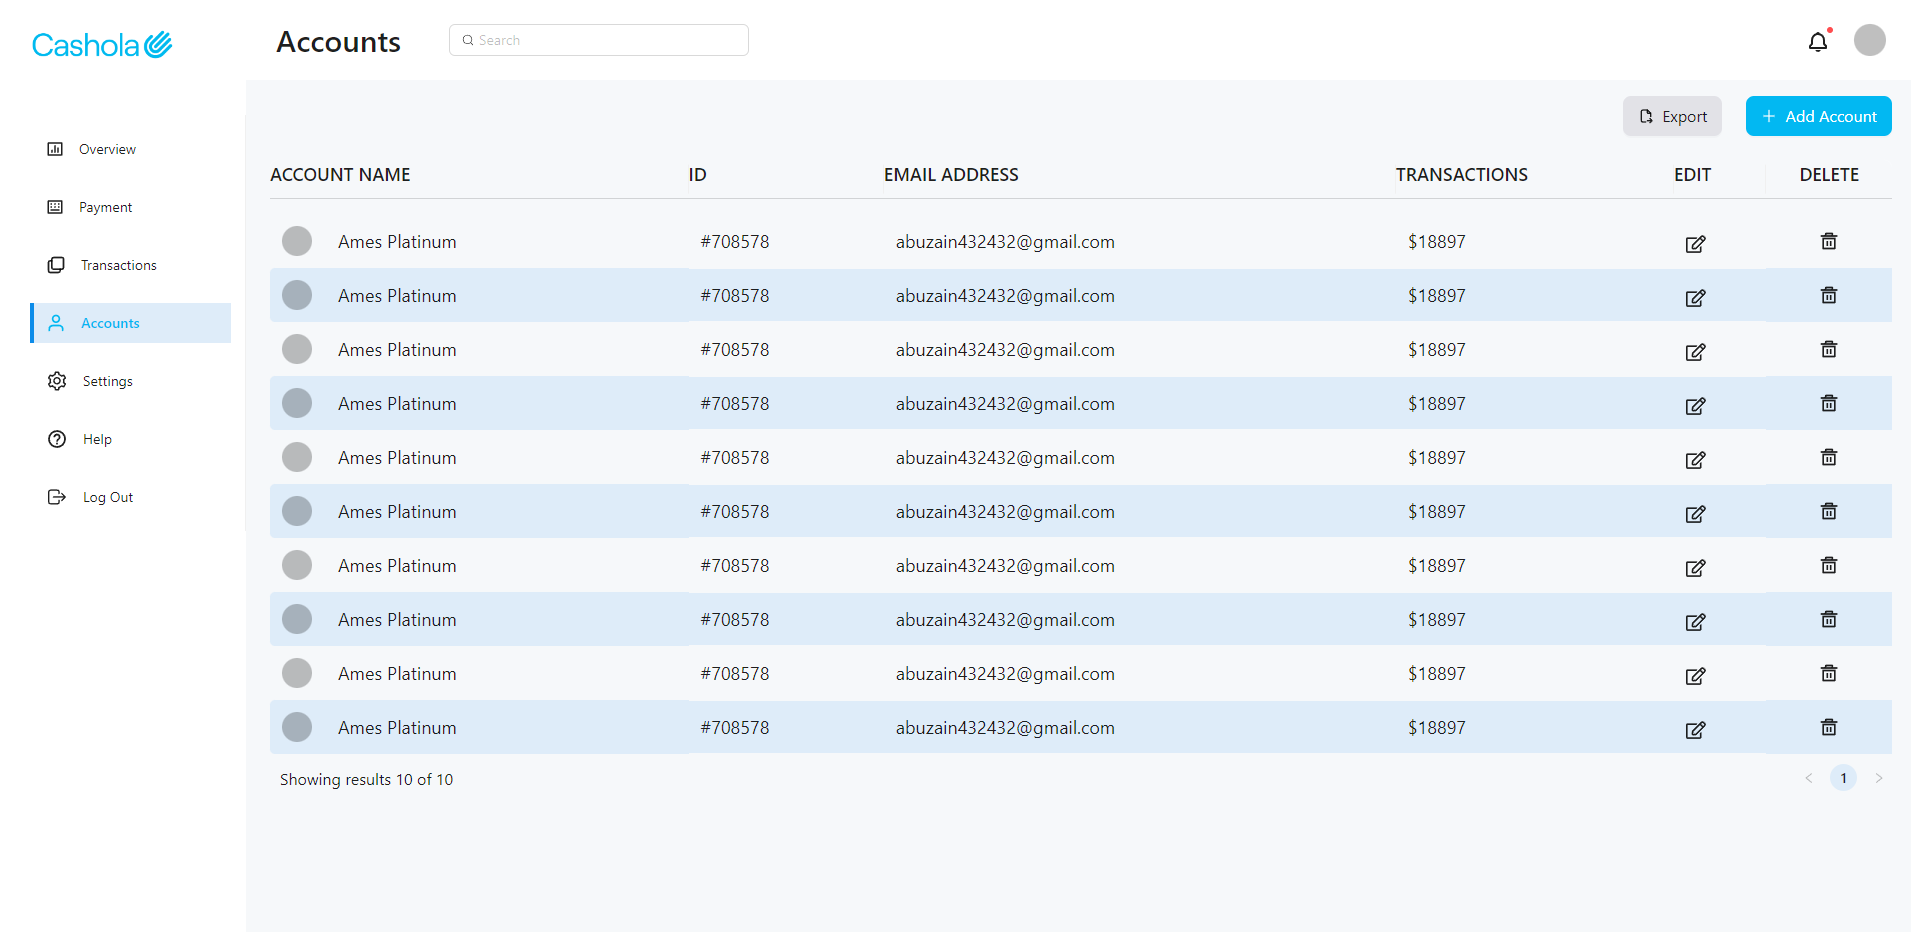 Cashola
Accounts
Search
Export
Add Account
Overview
Payment
Transactions
Accounts
Settings
Help
Log Out
ACCOUNT NAME ID EMAIL ADDRESS TRANSACTIONS EDIT DELETE
Ames Platinum #708578 abuzain432432@gmail.com $18897
Ames Platinum #708578 abuzain432432@gmail.com $18897
Ames Platinum #708578 abuzain432432@gmail.com $18897
Ames Platinum #708578 abuzain432432@gmail.com $18897
Ames Platinum #708578 abuzain432432@gmail.com $18897
Ames Platinum #708578 abuzain432432@gmail.com $18897
Ames Platinum #708578 abuzain432432@gmail.com $18897
Ames Platinum #708578 abuzain432432@gmail.com $18897
Ames Platinum #708578 abuzain432432@gmail.com $18897
Ames Platinum #708578 abuzain432432@gmail.com $18897
Showing results 10 of 10
1